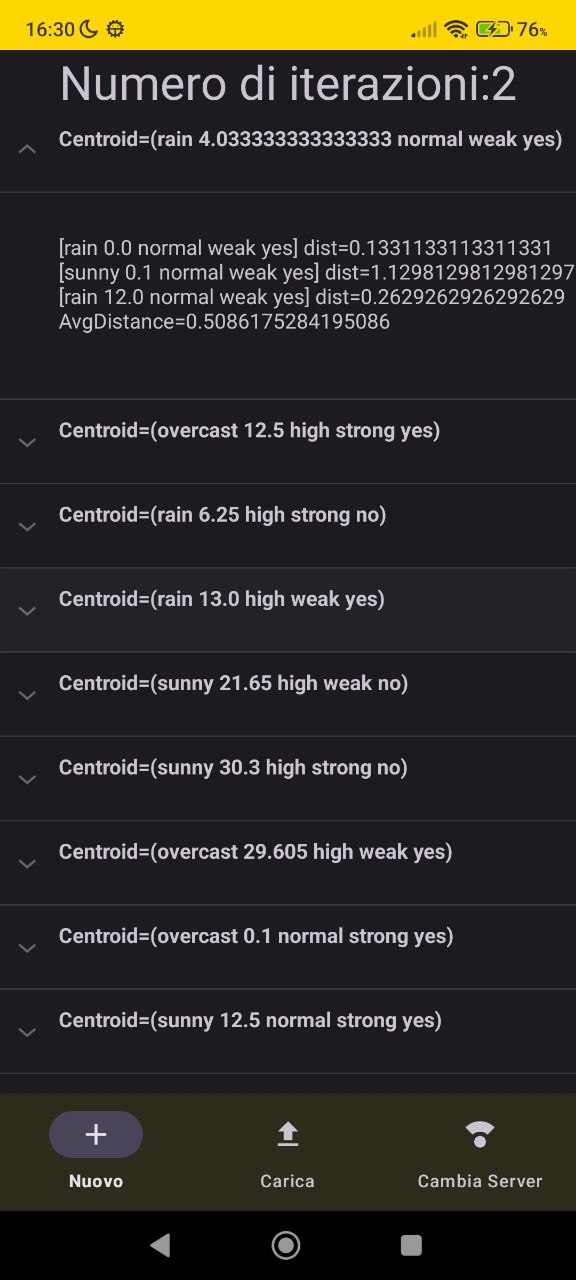 16:30 76%
Numero di iterazioni:2
Centroid=(rain 4.033333333333333 normal weak yes)
[rain 0.0 normal weak yes] dist=0.1331133113311331
[sunny 0.1 normal weak yes] dist=1.1298129812981297
[rain 12.0 normal weak yes] dist=0.2629262926292629
AvgDistance=0.5086175284195086
Centroid=(overcast 12.5 high strong yes)
Centroid=(rain 6.25 high strong no)
Centroid=(rain 13.0 high weak yes)
Centroid=(sunny 21.65 high weak no)
Centroid=(sunny 30.3 high strong no)
Centroid=(overcast 29.605 high weak yes)
Centroid=(overcast 0.1 normal strong yes)
Centroid=(sunny 12.5 normal strong yes)
Nuovo Carica Cambia Server